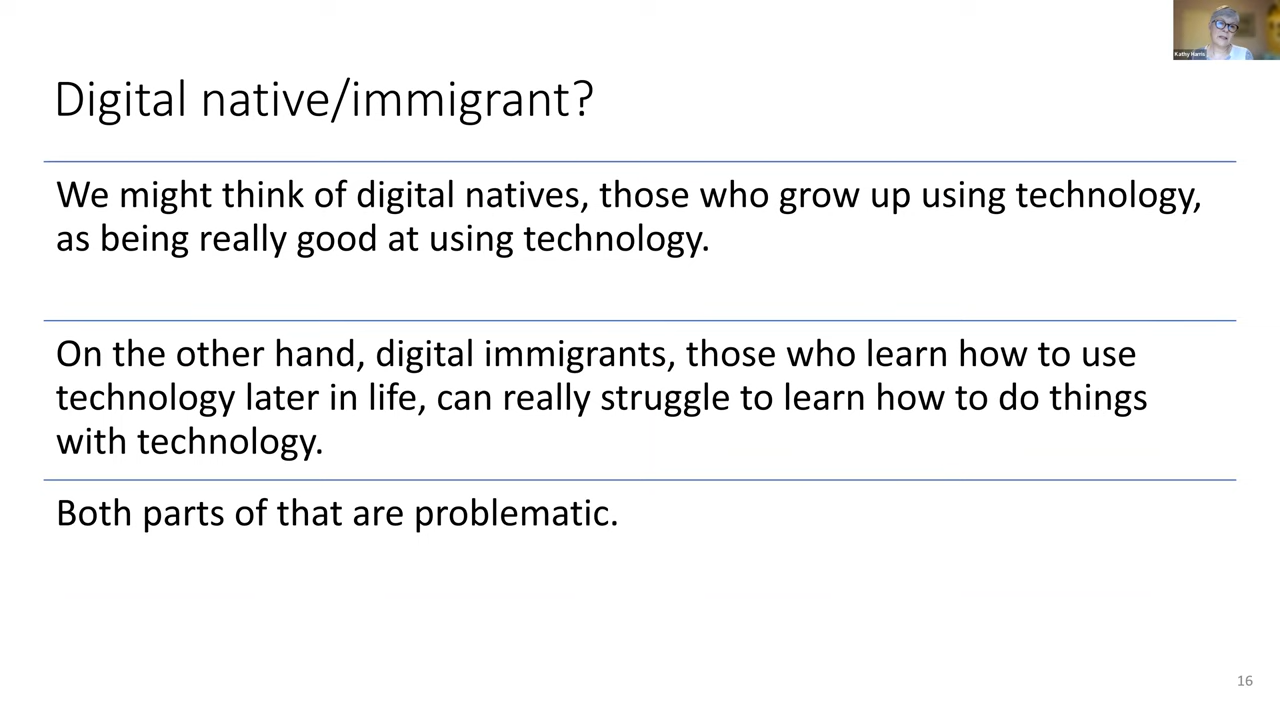 Kathy Harris
Digital native/immigrant?
We might think of digital natives, those who grow up using technology,
as being really good at using technology.
On the other hand, digital immigrants, those who learn how to use
technology later in life, can really struggle to learn how to do things
with technology.
Both parts of that are problematic.
16